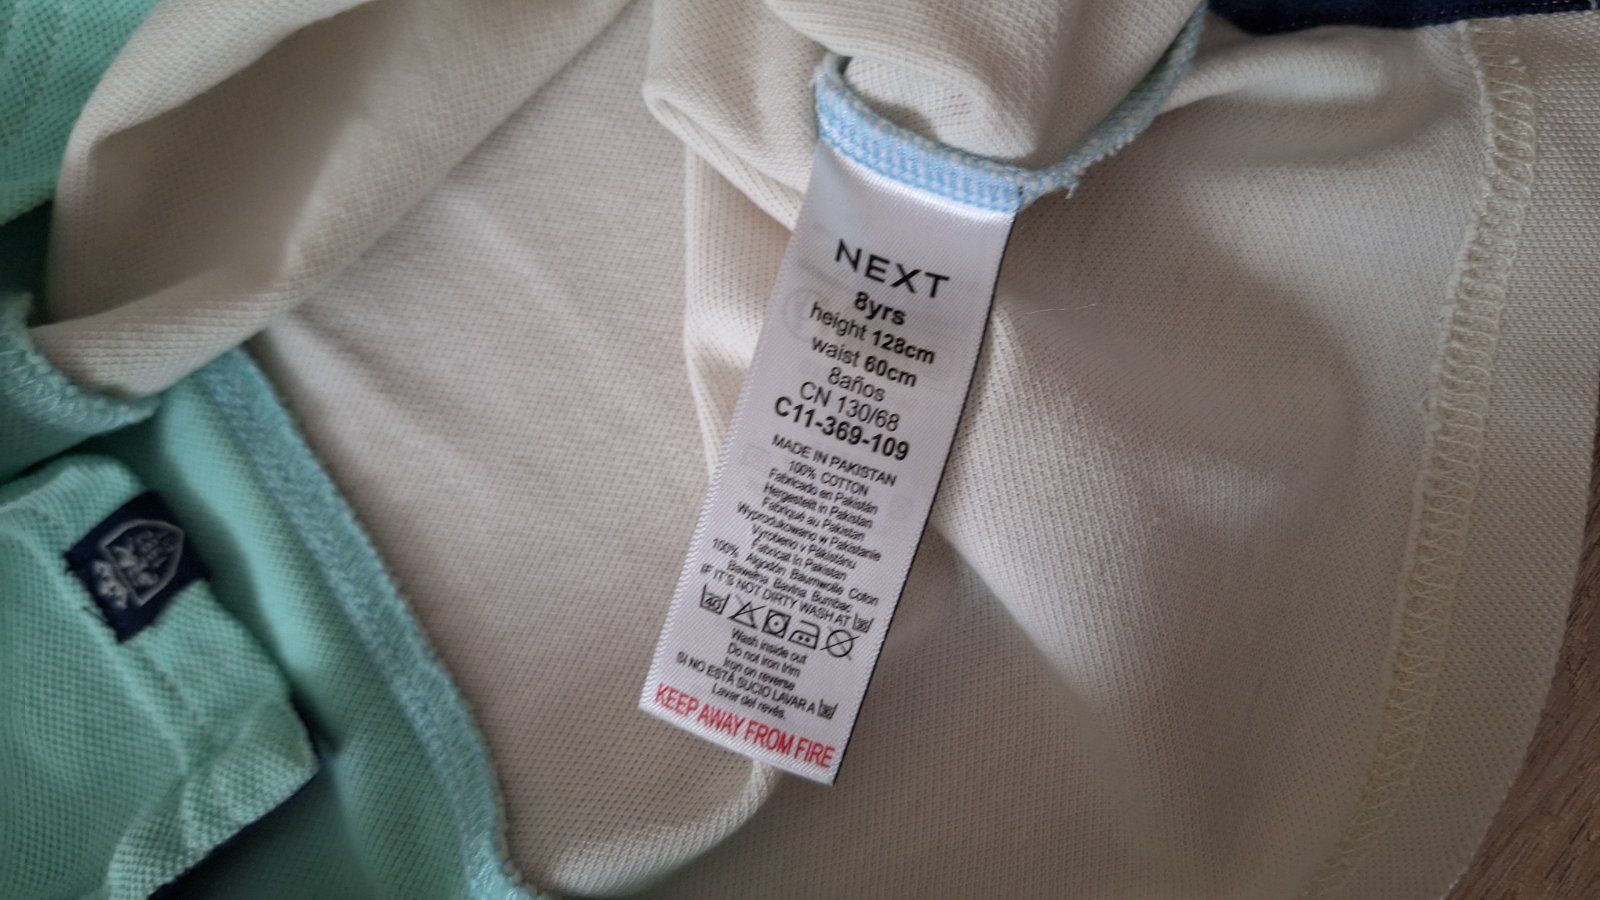 NEXT
8yrs
height 128cm
waist 60cm
8años
CN 130/68
C11-369-109
MADE IN PAKISTAN
100% COTTON
Fabricado en Pakistán
Hergestellt in Pakistan
Fabriqué au Pakistan
Wyprodukowano w Pakistanie
Vyrobeno v Pákistánu
Fabricat în Pakistan
100% Algodón Baumwolle Coton
Bawełna Bavlna Bumbac
IF IT'S NOT DIRTY WASH AT 30
40
Wash inside out
Do not iron trim
Iron on reverse
SI NO ESTÁ SUCIO LAVAR A 30
Lavar del revés.
KEEP AWAY FROM FIRE